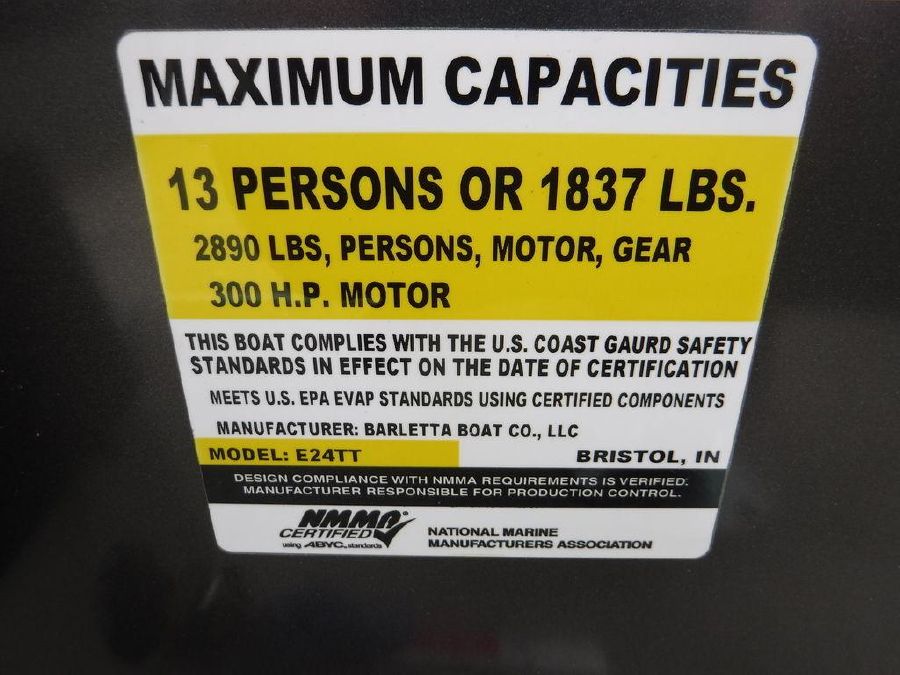 MAXIMUM CAPACITIES
13 PERSONS OR 1837 LBS.
2890 LBS, PERSONS, MOTOR, GEAR
300 H.P. MOTOR
THIS BOAT COMPLIES WITH THE U.S. COAST GAURD SAFETY
STANDARDS IN EFFECT ON THE DATE OF CERTIFICATION
MEETS U.S. EPA EVAP STANDARDS USING CERTIFIED COMPONENTS
MANUFACTURER: BARLETTA BOAT CO., LLC
MODEL: E24TT BRISTOL, IN
DESIGN COMPLIANCE WITH NMMA REQUIREMENTS IS VERIFIED.
MANUFACTURER RESPONSIBLE FOR PRODUCTION CONTROL.
NMMA®
CERTIFIED
using ABYC standards
NATIONAL MARINE
MANUFACTURERS ASSOCIATION